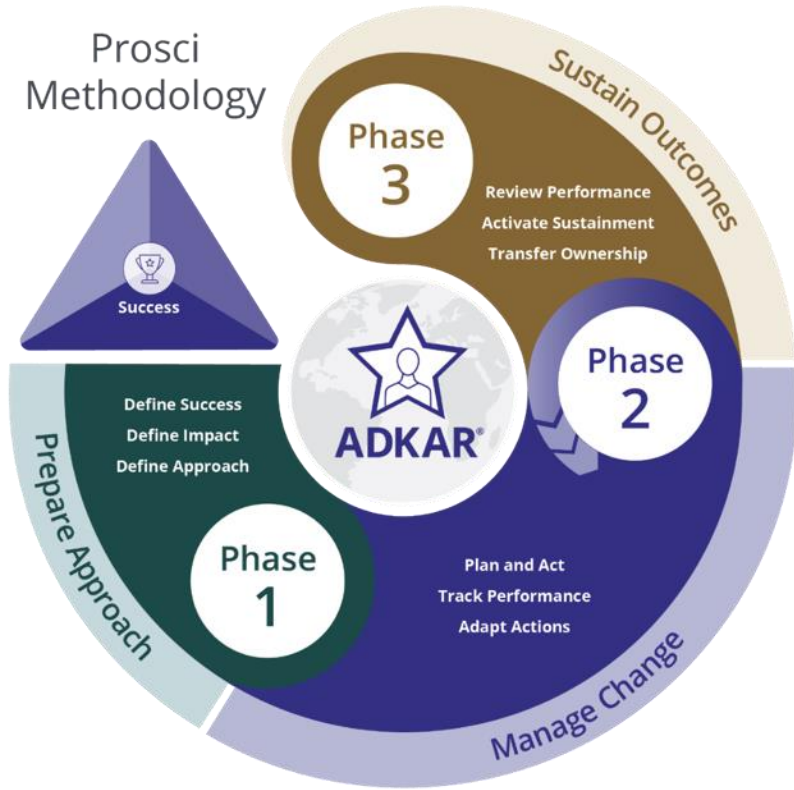 Prosci
Methodology
Success
Define Success
Define Impact
Define Approach
Phase
1
Prepare Approach
Phase
2
Plan and Act
Track Performance
Adapt Actions
Manage Change
Phase
3
Review Performance
Activate Sustainment
Transfer Ownership
Sustain Outcomes
ADKAR®